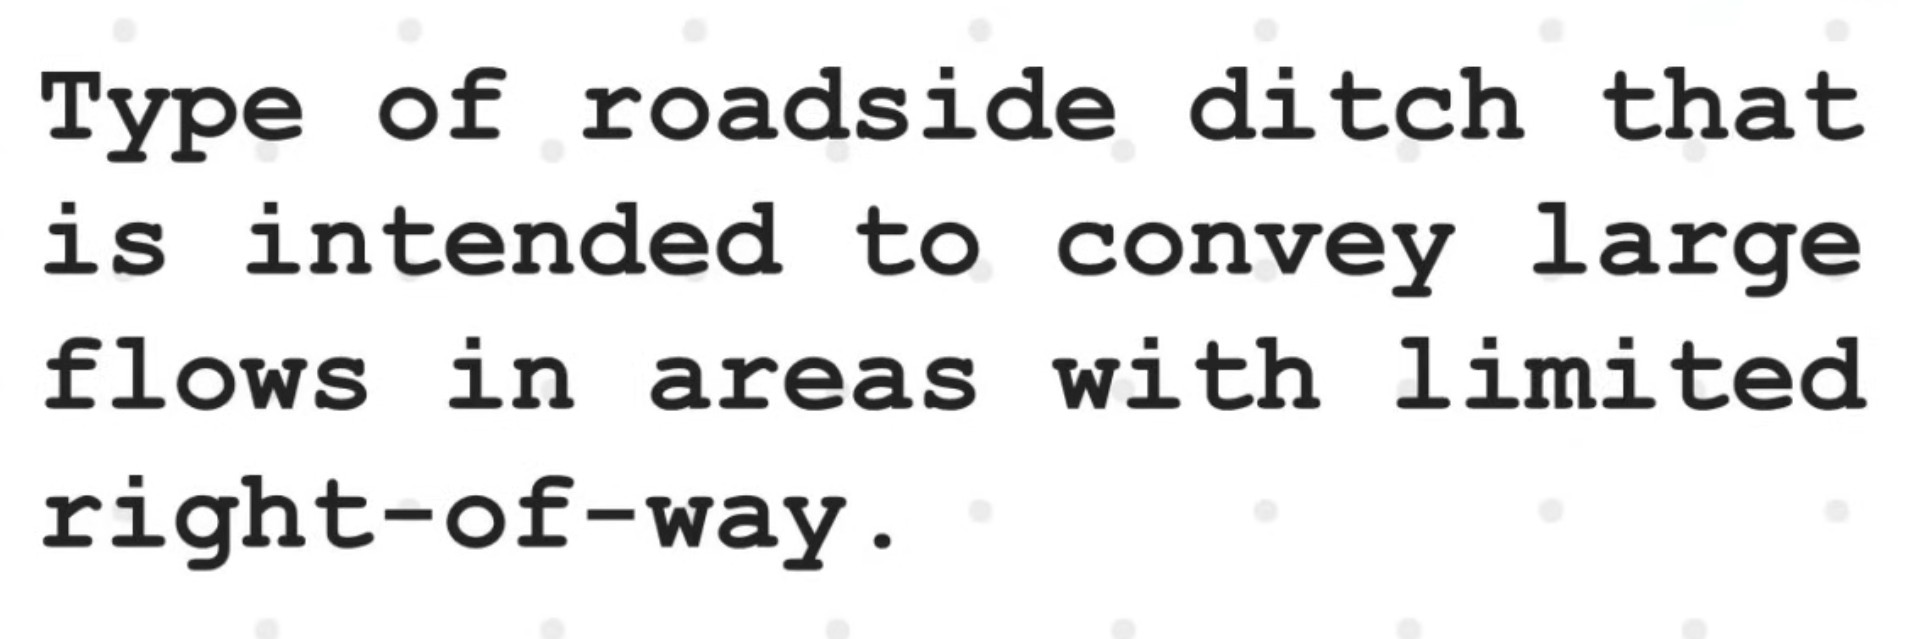 Type of roadside ditch that
is intended to convey large
flows in areas with limited
right-of-way.